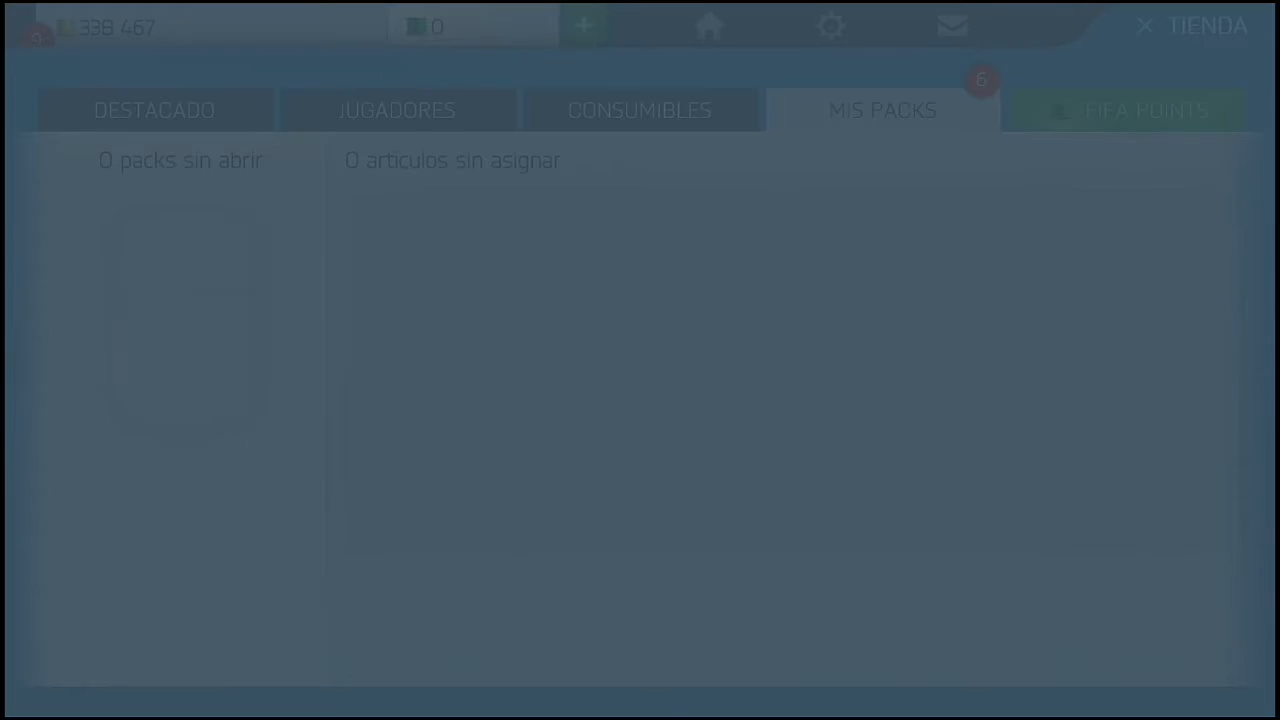 338 467
0
TIENDA
9
6
DESTACADO
JUGADORES
CONSUMIBLES
MIS PACKS
FIFA POINTS
0 packs sin abrir
0 artículos sin asignar